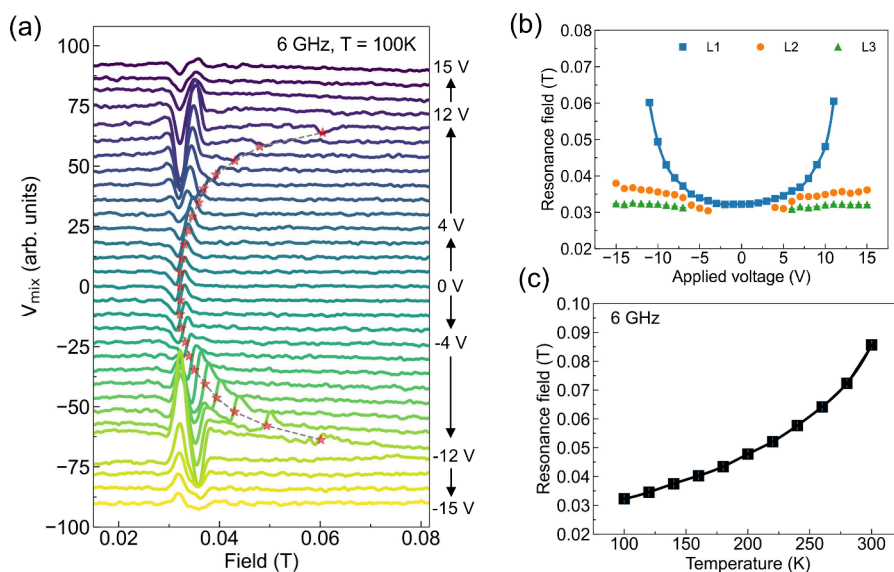 (a)
6 GHz, T = 100K
V_mix (arb. units)
100
75
50
25
0
−25
−50
−75
−100
15 V
12 V
4 V
0 V
-4 V
-12 V
-15 V
0.02 0.04 0.06 0.08
Field (T)
(b)
L1 L2 L3
Resonance field (T)
0.08
0.07
0.06
0.05
0.04
0.03
0.02
−15 −10 −5 0 5 10 15
Applied voltage (V)
(c)
6 GHz
Resonance field (T)
0.10
0.09
0.08
0.07
0.06
0.05
0.04
0.03
0.02
100 150 200 250 300
Temperature (K)